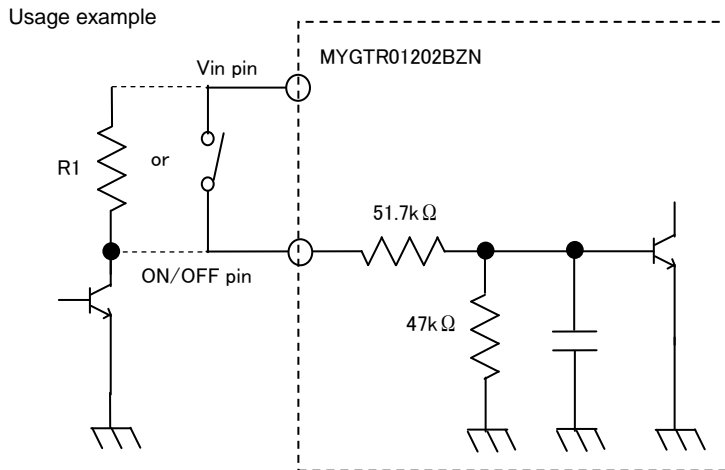 Usage example
MYGTR01202BZN
Vin pin
R1
or
51.7kΩ
ON/OFF pin
47kΩ